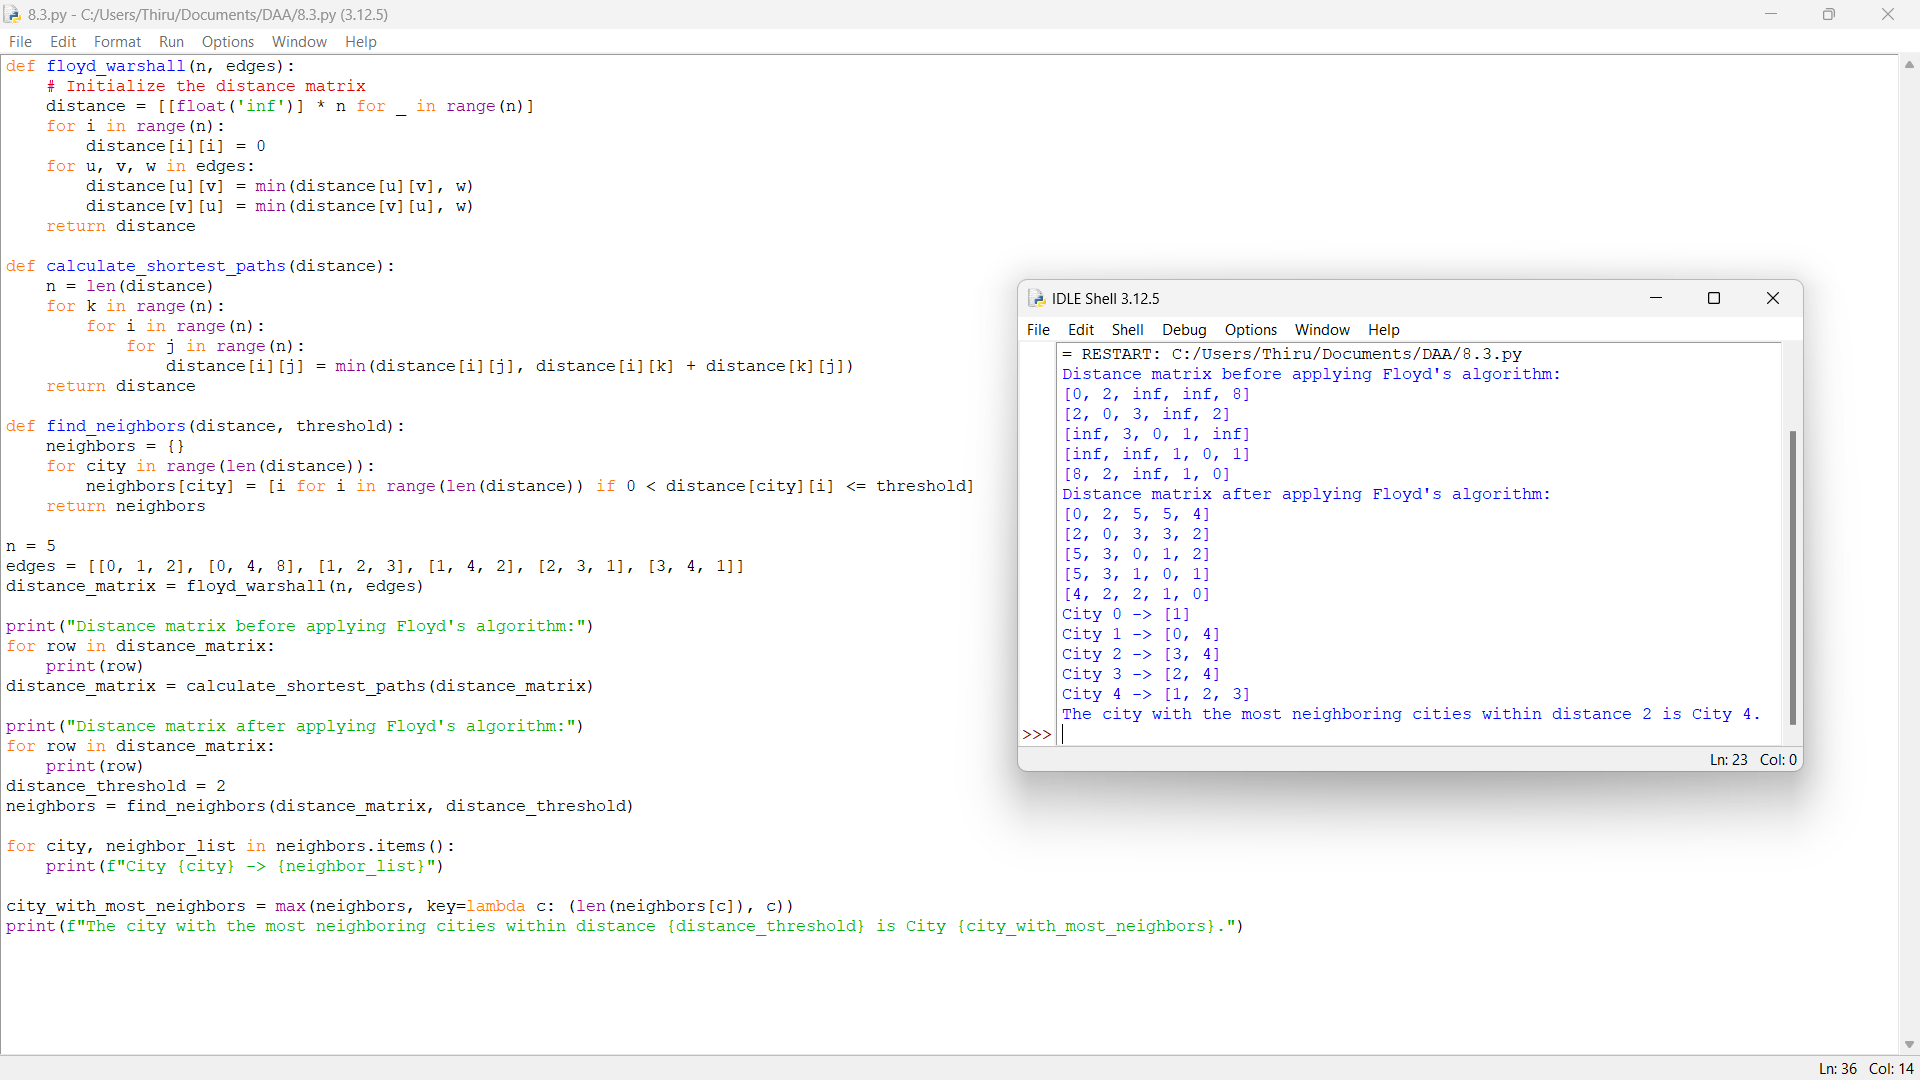 8.3.py - C:/Users/Thiru/Documents/DAA/8.3.py (3.12.5)
File Edit Format Run Options Window Help
def floyd_warshall(n, edges):
    # Initialize the distance matrix
    distance = [[float('inf')] * n for _ in range(n)]
    for i in range(n):
        distance[i][i] = 0
    for u, v, w in edges:
        distance[u][v] = min(distance[u][v], w)
        distance[v][u] = min(distance[v][u], w)
    return distance

def calculate_shortest_paths(distance):
    n = len(distance)
    for k in range(n):
        for i in range(n):
            for j in range(n):
                distance[i][j] = min(distance[i][j], distance[i][k] + distance[k][j])
    return distance

def find_neighbors(distance, threshold):
    neighbors = {}
    for city in range(len(distance)):
        neighbors[city] = [i for i in range(len(distance)) if 0 < distance[city][i] <= threshold]
    return neighbors

n = 5
edges = [[0, 1, 2], [0, 4, 8], [1, 2, 3], [1, 4, 2], [2, 3, 1], [3, 4, 1]]
distance_matrix = floyd_warshall(n, edges)

print("Distance matrix before applying Floyd's algorithm:")
for row in distance_matrix:
    print(row)
distance_matrix = calculate_shortest_paths(distance_matrix)

print("Distance matrix after applying Floyd's algorithm:")
for row in distance_matrix:
    print(row)
distance_threshold = 2
neighbors = find_neighbors(distance_matrix, distance_threshold)

for city, neighbor_list in neighbors.items():
    print(f"City {city} -> {neighbor_list}")

city_with_most_neighbors = max(neighbors, key=lambda c: (len(neighbors[c]), c))
print(f"The city with the most neighboring cities within distance {distance_threshold} is City {city_with_most_neighbors}.")
IDLE Shell 3.12.5
File Edit Shell Debug Options Window Help
= RESTART: C:/Users/Thiru/Documents/DAA/8.3.py
Distance matrix before applying Floyd's algorithm:
[0, 2, inf, inf, 8]
[2, 0, 3, inf, 2]
[inf, 3, 0, 1, inf]
[inf, inf, 1, 0, 1]
[8, 2, inf, 1, 0]
Distance matrix after applying Floyd's algorithm:
[0, 2, 5, 5, 4]
[2, 0, 3, 3, 2]
[5, 3, 0, 1, 2]
[5, 3, 1, 0, 1]
[4, 2, 2, 1, 0]
City 0 -> [1]
City 1 -> [0, 4]
City 2 -> [3, 4]
City 3 -> [2, 4]
City 4 -> [1, 2, 3]
The city with the most neighboring cities within distance 2 is City 4.
>>>
Ln: 23 Col: 0
Ln: 36 Col: 14